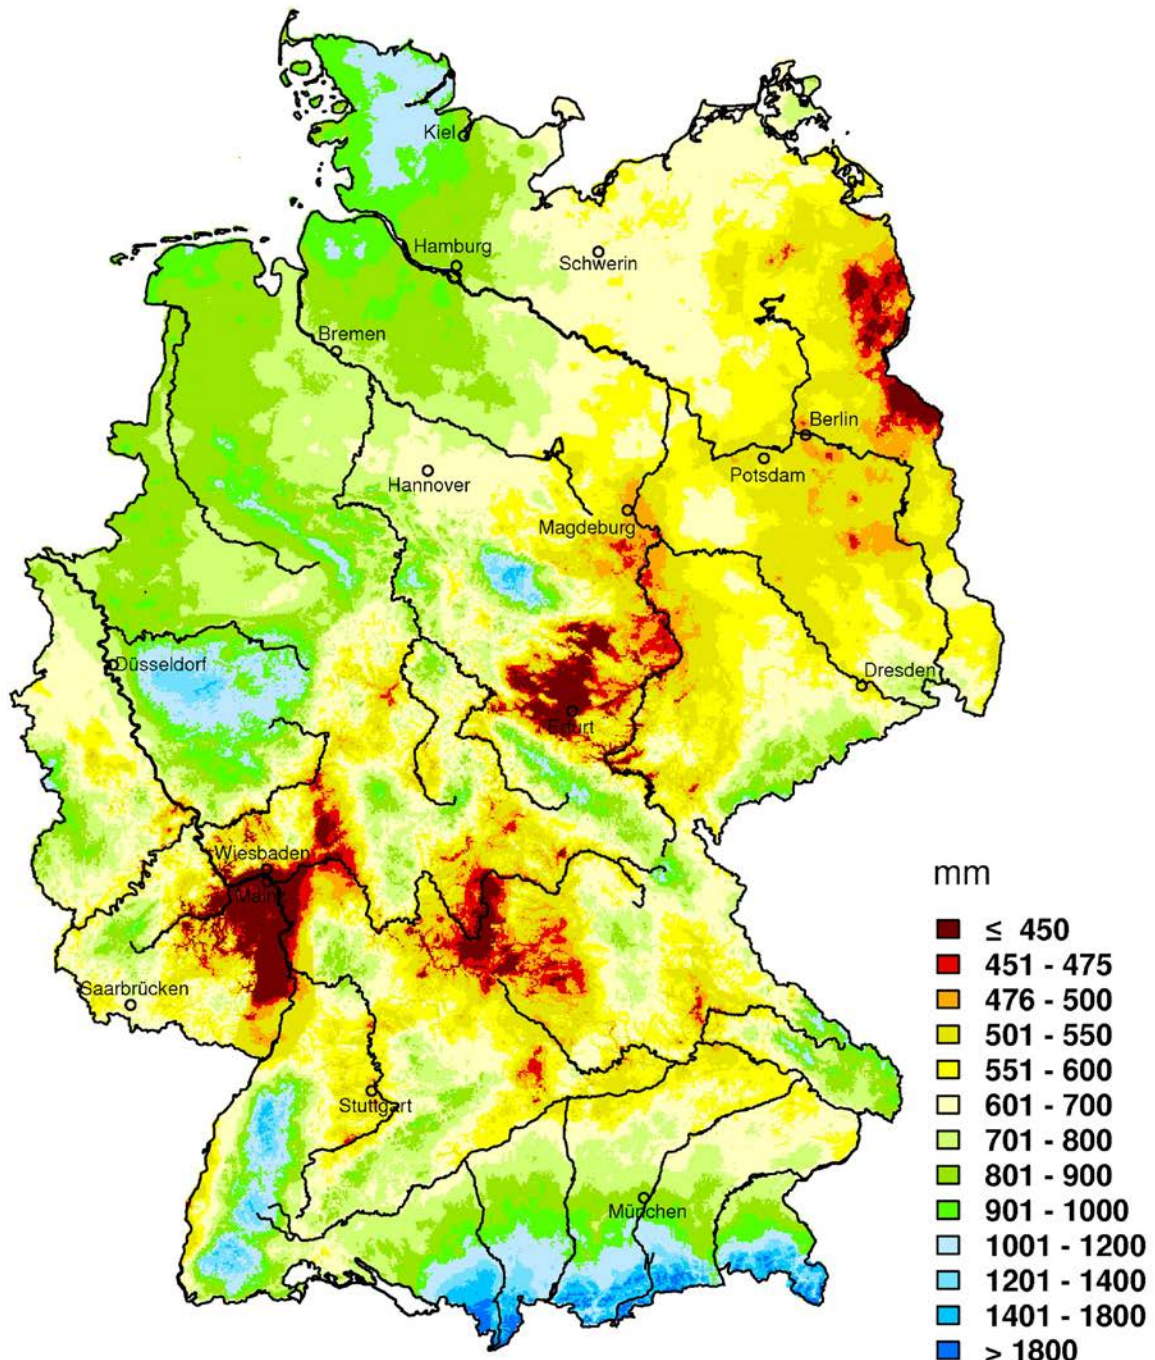 Kiel
Hamburg
Schwerin
Bremen
Berlin
Hannover
Potsdam
Magdeburg
Düsseldorf
Dresden
Erfurt
Wiesbaden
Mainz
Saarbrücken
Stuttgart
München
mm
≤ 450
451 - 475
476 - 500
501 - 550
551 - 600
601 - 700
701 - 800
801 - 900
901 - 1000
1001 - 1200
1201 - 1400
1401 - 1800
> 1800